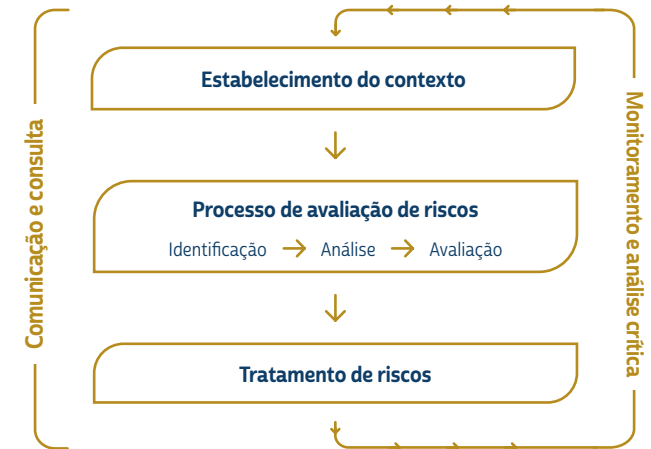 Comunicação e consulta
Estabelecimento do contexto
Processo de avaliação de riscos
Identificação → Análise → Avaliação
Tratamento de riscos
Monitoramento e análise crítica